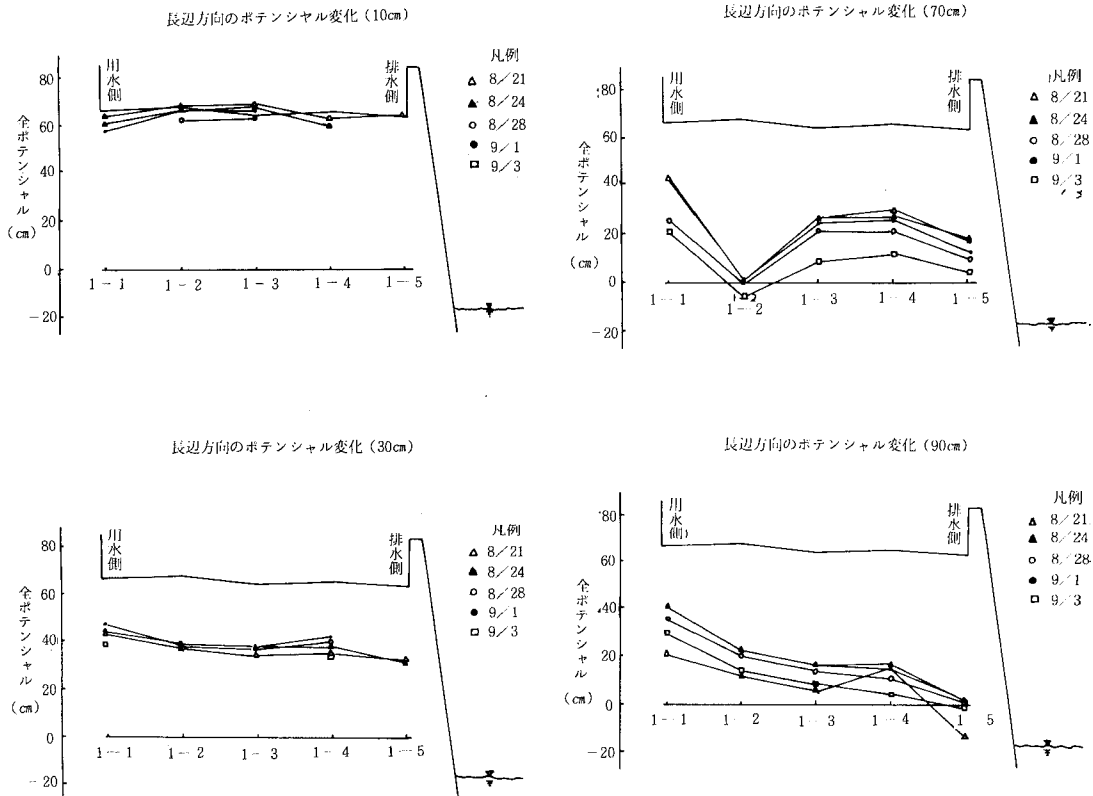 長辺方向のポテンシャル変化(10cm)
用水側
排水側
全ポテンシャル
(cm)
80
60
40
20
0
-20
1-1
1-2
1-3
1-4
1-5
凡例
8/21
8/24
8/28
9/1
9/3
長辺方向のポテンシャル変化(70cm)
用水側
排水側
全ポテンシャル
(cm)
80
60
40
20
0
-20
1-1
1-2
1-3
1-4
1-5
凡例
8/21
8/24
8/28
9/1
9/3
長辺方向のポテンシャル変化(30cm)
用水側
排水側
全ポテンシャル
(cm)
80
60
40
20
0
-20
1-1
1-2
1-3
1-4
1-5
凡例
8/21
8/24
8/28
9/1
9/3
長辺方向のポテンシャル変化(90cm)
用水側
排水側
全ポテンシャル
(cm)
80
60
40
20
0
-20
1-1
1-2
1-3
1-4
1 5
凡例
8/21
8/24
8/28
9/1
9/3